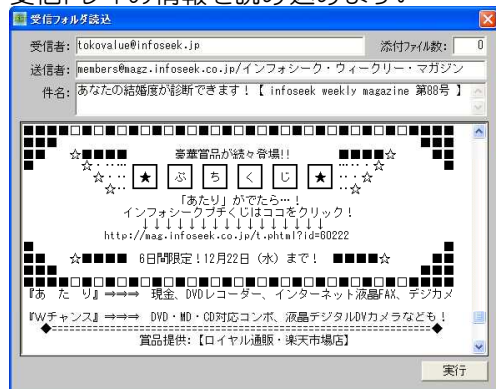 受信トレイの情報を読み込みます。
受信フォルダ読込
受信者: tokovalue@infoseek.jp 添付ファイル数: 0
送信者: members@magz.infoseek.co.jp/インフォシーク・ウィークリー・マガジン
件名: あなたの結婚度が診断できます!【 infoseek weekly magazine 第88号 】
■■■■□■□■□■□■□■□■□■□■□■□■□■□■□■□■□■■■■
■■ ☆■■■■ 豪華賞品が続々登場!! ■■■■☆ ■■
★ ぷ ち く じ ★
「あたり」がでたら…!
インフォシークプチくじはココをクリック!
↓↓↓↓↓↓↓↓↓↓↓↓↓↓↓
http://mag.infoseek.co.jp/t.phtml?id=60222
☆■■■■ 6日間限定!12月22日(水)まで! ■■■■☆
『あ た り』⇒⇒⇒ 現金、DVDレコーダー、インターネット液晶FAX、デジカメ
『Wチャンス』⇒⇒⇒ DVD・MD・CD対応コンポ、液晶デジタルDVカメラなども!
賞品提供:【ロイヤル通販・楽天市場店】
実行